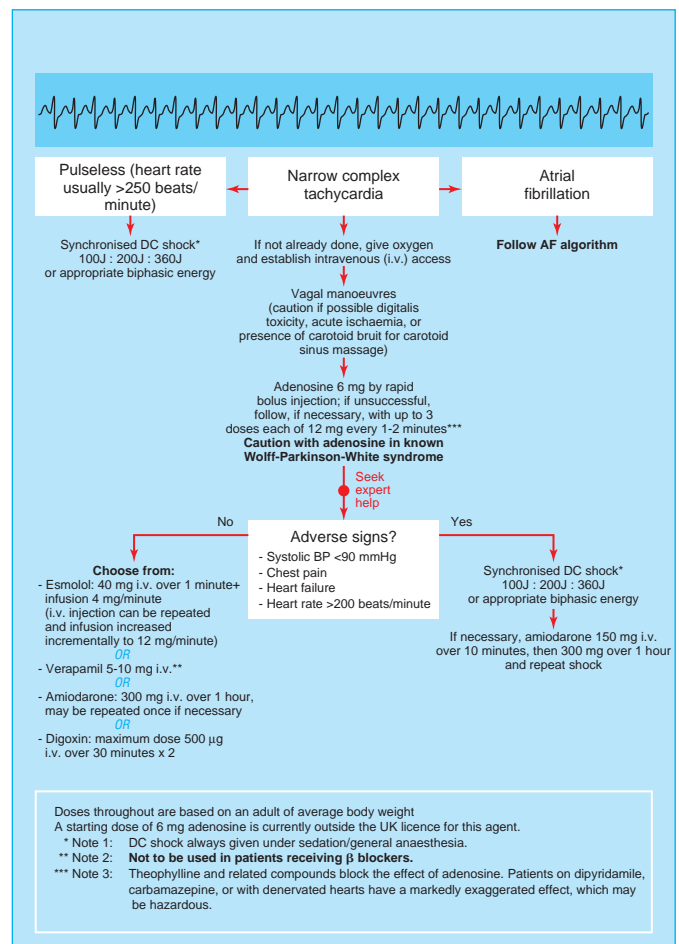 Pulseless (heart rate
usually >250 beats/
minute)
Narrow complex
tachycardia
Atrial
fibrillation
Synchronised DC shock*
100J : 200J : 360J
or appropriate biphasic energy
If not already done, give oxygen
and establish intravenous (i.v.) access
Follow AF algorithm
Vagal manoeuvres
(caution if possible digitalis
toxicity, acute ischaemia, or
presence of carotoid bruit for carotoid
sinus massage)
Adenosine 6 mg by rapid
bolus injection; if unsuccessful,
follow, if necessary, with up to 3
doses each of 12 mg every 1-2 minutes***
Caution with adenosine in known
Wolff-Parkinson-White syndrome
Seek
expert
help
No
Adverse signs?
- Systolic BP <90 mmHg
- Chest pain
- Heart failure
- Heart rate >200 beats/minute
Yes
Choose from:
- Esmolol: 40 mg i.v. over 1 minute+
infusion 4 mg/minute
(i.v. injection can be repeated
and infusion increased
incrementally to 12 mg/minute)
OR
- Verapamil 5-10 mg i.v.**
OR
- Amiodarone: 300 mg i.v. over 1 hour,
may be repeated once if necessary
OR
- Digoxin: maximum dose 500 µg
i.v. over 30 minutes x 2
Synchronised DC shock*
100J : 200J : 360J
or appropriate biphasic energy
If necessary, amiodarone 150 mg i.v.
over 10 minutes, then 300 mg over 1 hour
and repeat shock
Doses throughout are based on an adult of average body weight
A starting dose of 6 mg adenosine is currently outside the UK licence for this agent.
* Note 1: DC shock always given under sedation/general anaesthesia.
** Note 2: Not to be used in patients receiving β blockers.
*** Note 3: Theophylline and related compounds block the effect of adenosine. Patients on dipyridamile,
carbamazepine, or with denervated hearts have a markedly exaggerated effect, which may
be hazardous.